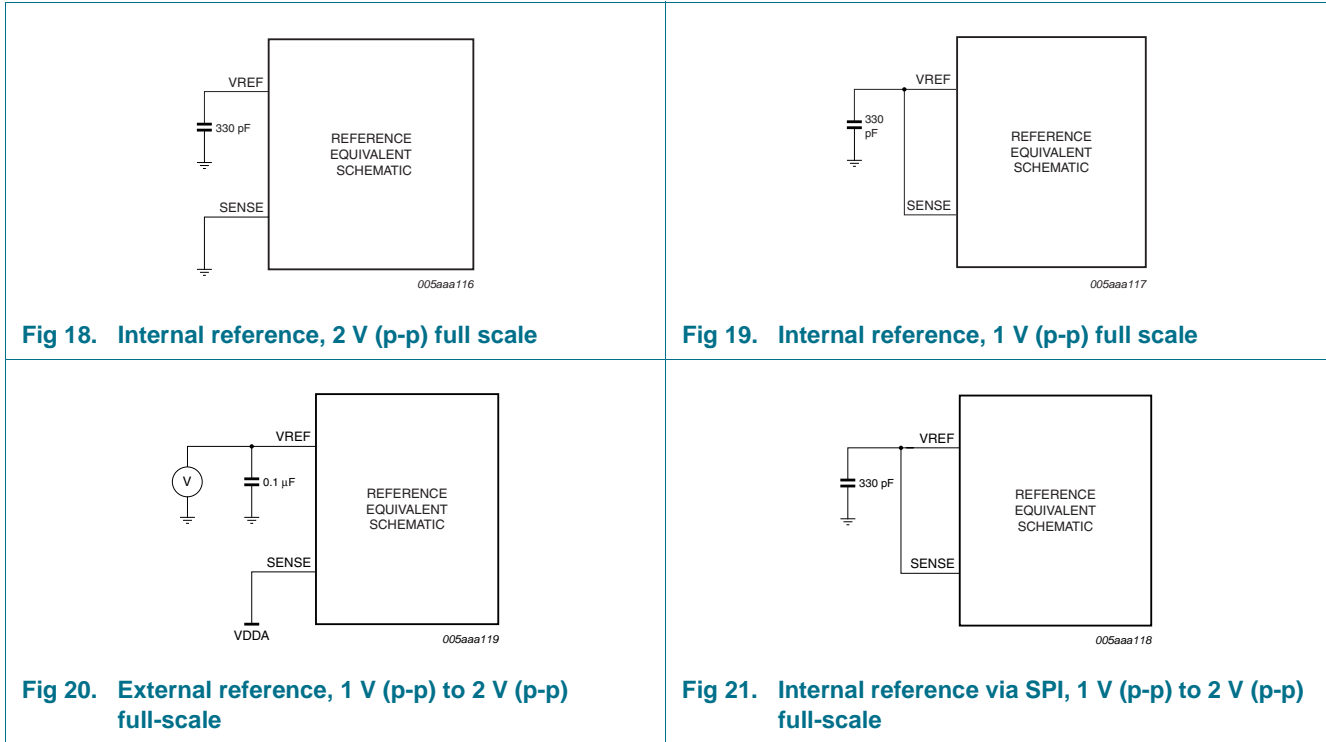 VREF
330 pF
REFERENCE
EQUIVALENT
SCHEMATIC
SENSE
005aaa116
Fig 18. Internal reference, 2 V (p-p) full scale
VREF
330
pF
REFERENCE
EQUIVALENT
SCHEMATIC
SENSE
005aaa117
Fig 19. Internal reference, 1 V (p-p) full scale
VREF
V
0.1 μF
REFERENCE
EQUIVALENT
SCHEMATIC
SENSE
VDDA
005aaa119
Fig 20. External reference, 1 V (p-p) to 2 V (p-p)
full-scale
VREF
330 pF
REFERENCE
EQUIVALENT
SCHEMATIC
SENSE
005aaa118
Fig 21. Internal reference via SPI, 1 V (p-p) to 2 V (p-p)
full-scale